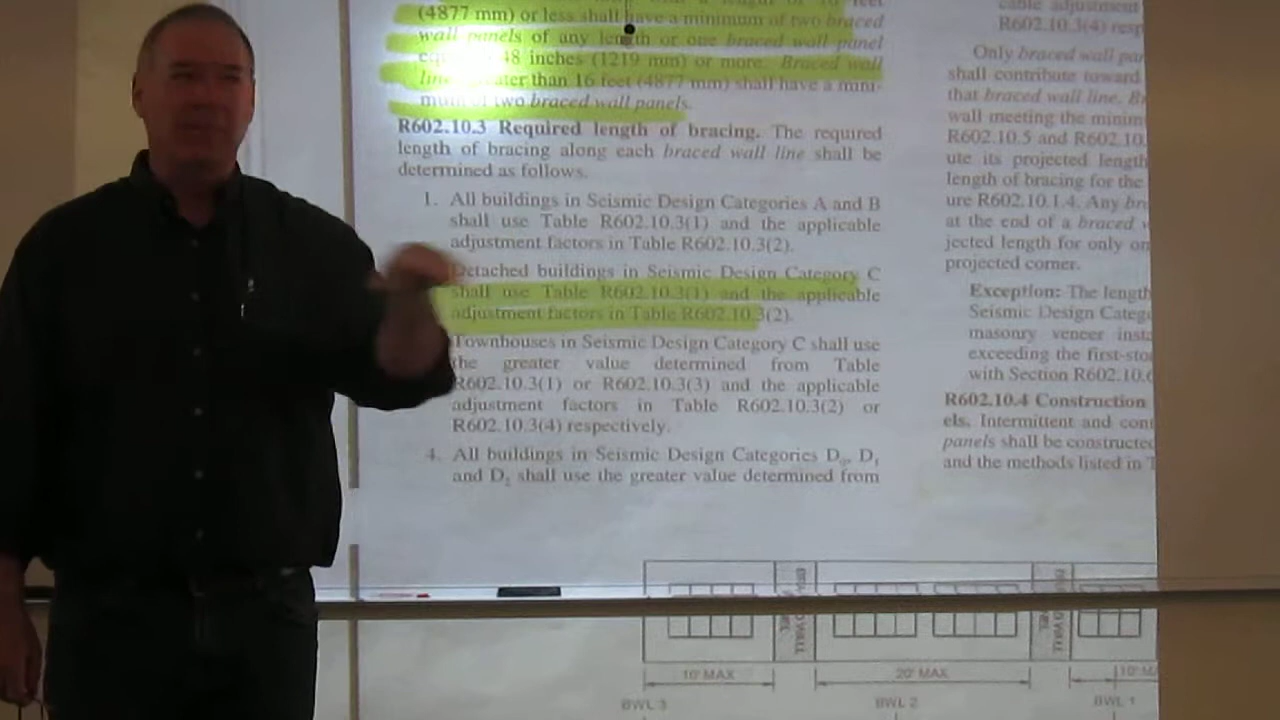 (4877 mm) or less shall have a minimum of two braced
wall panels of any length or one braced wall panel
48 inches (1219 mm) or more. Braced wall
than 16 feet (4877 mm) shall have a mini-
two braced wall panels.
R602.10.3 Required length of bracing. The required
length of bracing along each braced wall line shall be
determined as follows.
1. All buildings in Seismic Design Categories A and B
shall use Table R602.10.3(1) and the applicable
adjustment factors in Table R602.10.3(2).
Detached buildings in Seismic Design Category C
shall use Table R602.10.3(1) and the applicable
adjustment factors in Table R602.10.3(2).
Townhouses in Seismic Design Category C shall use
the greater value determined from Table
R602.10.3(1) or R602.10.3(3) and the applicable
adjustment factors in Table R602.10.3(2) or
R602.10.3(4) respectively.
4. All buildings in Seismic Design Categories D₀, D₁
and D₂ shall use the greater value determined from
cable adjustment
R602.10.3(4) resp
Only braced wall pan
shall contribute toward
that braced wall line. Br
wall meeting the minim
R602.10.5 and R602.10.
ute its projected length
length of bracing for the
ure R602.10.1.4. Any bra
at the end of a braced w
jected length for only on
projected corner.
Exception: The length
Seismic Design Catego
masonry veneer insta
exceeding the first-sto
with Section R602.10.6
R602.10.4 Construction
els. Intermittent and cont
panels shall be constructed
and the methods listed in T
10' MAX
20' MAX
10' MA
BWL 3
BWL 2
BWL 1